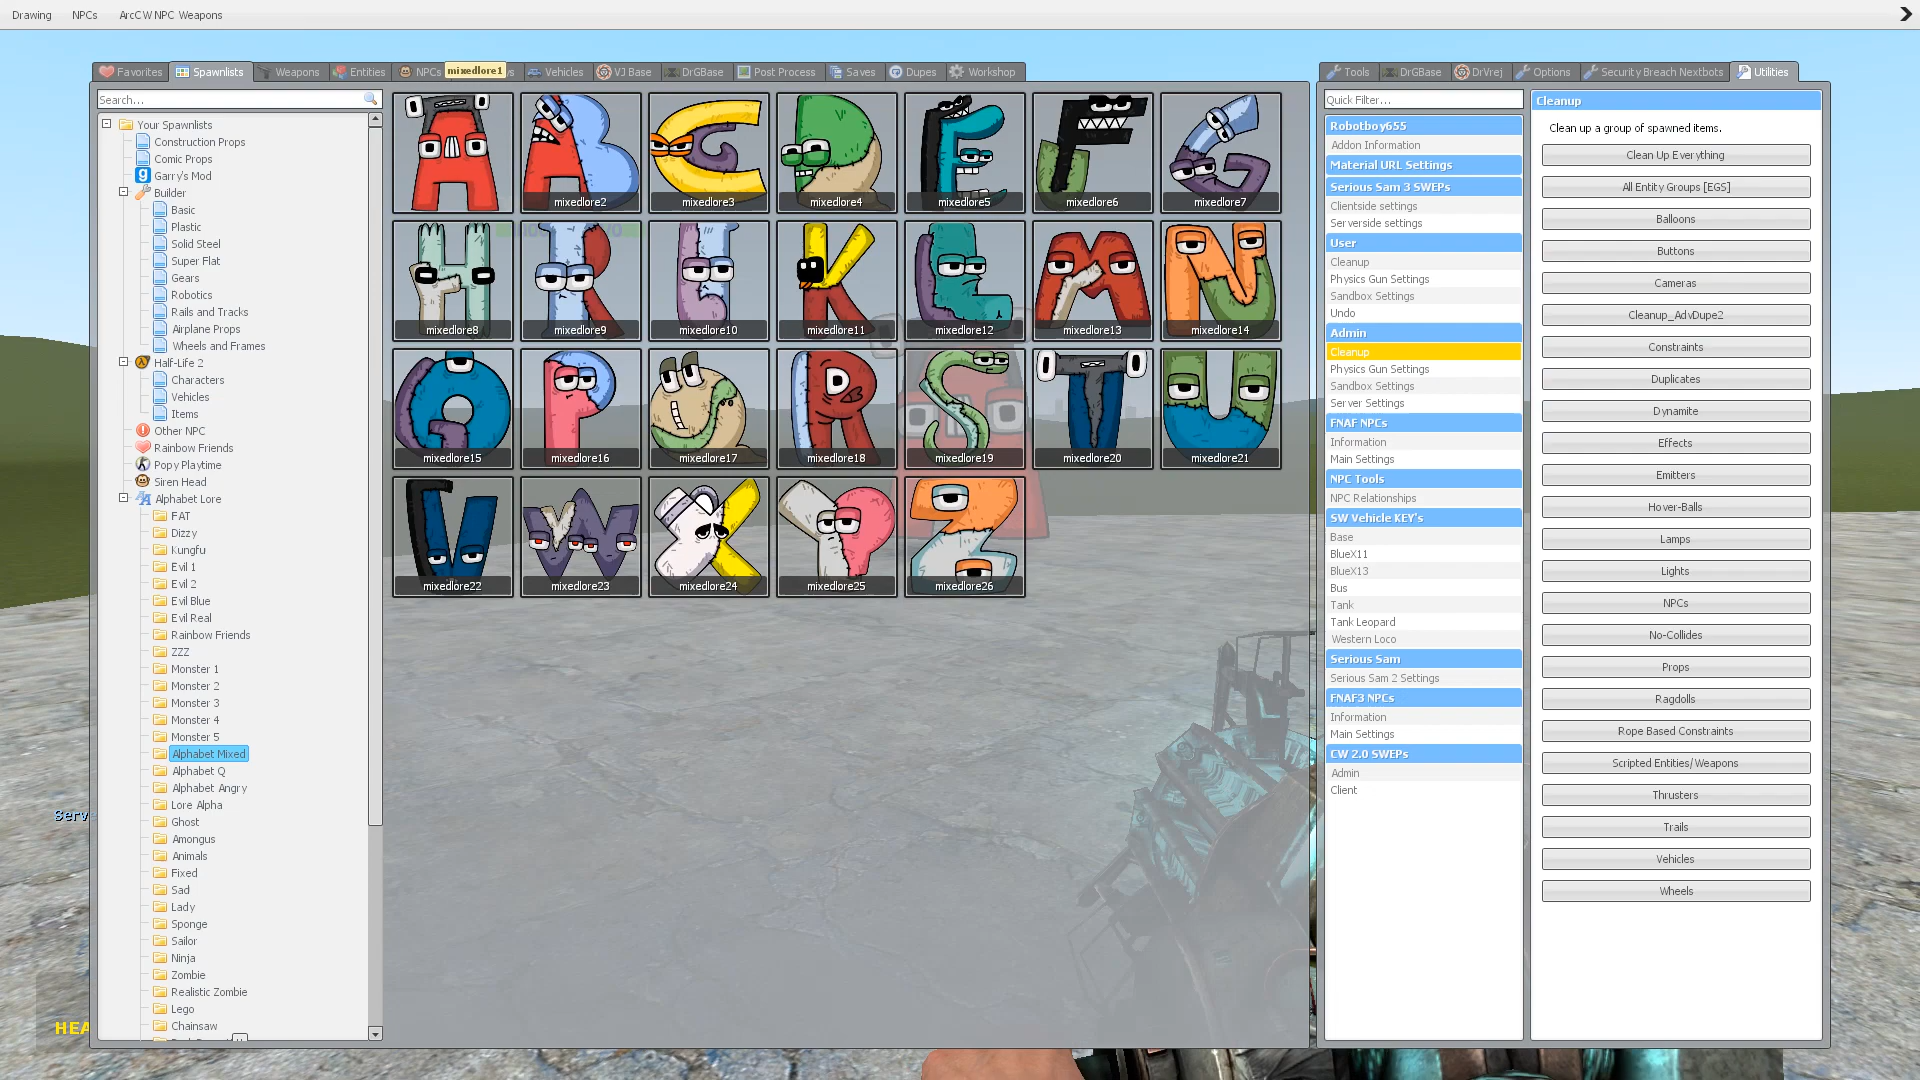 Drawing NPCs ArcCW NPC Weapons
Favorites Spawnlists Weapons Entities NPCs mixedlore1 Vehicles VJ Base DrGBase Post Process Saves Dupes Workshop
Search...
Your Spawnlists
Construction Props
Comic Props
Garry's Mod
Builder
Basic
Plastic
Solid Steel
Super Flat
Gears
Robotics
Rails and Tracks
Airplane Props
Wheels and Frames
Half-Life 2
Characters
Vehicles
Items
Other NPC
Rainbow Friends
Popy Playtime
Siren Head
Alphabet Lore
FAT
Dizzy
Kungfu
Evil 1
Evil 2
Evil Blue
Evil Real
Rainbow Friends
ZZZ
Monster 1
Monster 2
Monster 3
Monster 4
Monster 5
Alphabet Mixed
Alphabet Q
Alphabet Angry
Lore Alpha
Ghost
Amongus
Animals
Fixed
Sad
Lady
Sponge
Sailor
Ninja
Zombie
Realistic Zombie
Lego
Chainsaw
mixedlore2 mixedlore3 mixedlore4 mixedlore5 mixedlore6 mixedlore7
mixedlore8 mixedlore9 mixedlore10 mixedlore11 mixedlore12 mixedlore13 mixedlore14
mixedlore15 mixedlore16 mixedlore17 mixedlore18 mixedlore19 mixedlore20 mixedlore21
mixedlore22 mixedlore23 mixedlore24 mixedlore25 mixedlore26
Serv
HEA
Tools DrGBase DrVrej Options Security Breach Nextbots Utilities
Quick Filter...
Robotboy655
Addon Information
Material URL Settings
Serious Sam 3 SWEPs
Clientside settings
Serverside settings
User
Cleanup
Physics Gun Settings
Sandbox Settings
Undo
Admin
Cleanup
Physics Gun Settings
Sandbox Settings
Server Settings
FNAF NPCs
Information
Main Settings
NPC Tools
NPC Relationships
SW Vehicle KEY's
Base
BlueX11
BlueX13
Bus
Tank
Tank Leopard
Western Loco
Serious Sam
Serious Sam 2 Settings
FNAF3 NPCs
Information
Main Settings
CW 2.0 SWEPs
Admin
Client
Cleanup
Clean up a group of spawned items.
Clean Up Everything
All Entity Groups [EGS]
Balloons
Buttons
Cameras
Cleanup_AdvDupe2
Constraints
Duplicates
Dynamite
Effects
Emitters
Hover-Balls
Lamps
Lights
NPCs
No-Collides
Props
Ragdolls
Rope Based Constraints
Scripted Entities/Weapons
Thrusters
Trails
Vehicles
Wheels